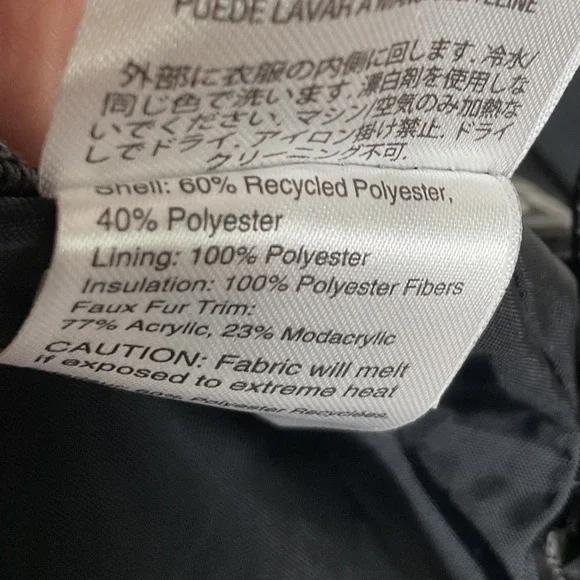 PUEDE LAVAR A
外部に衣服の内側に回します. 冷水/
同じ色で洗います. 漂白剤を使用しな
いでください. マシン/空気のみ加熱な
しでドライ. アイロン掛け禁止. ドライ
クリーニング不可.
Shell: 60% Recycled Polyester,
40% Polyester
Lining: 100% Polyester
Insulation: 100% Polyester Fibers
Faux Fur Trim:
77% Acrylic, 23% Modacrylic
CAUTION: Fabric will melt
if exposed to extreme heat
60% Polyester Recyclées